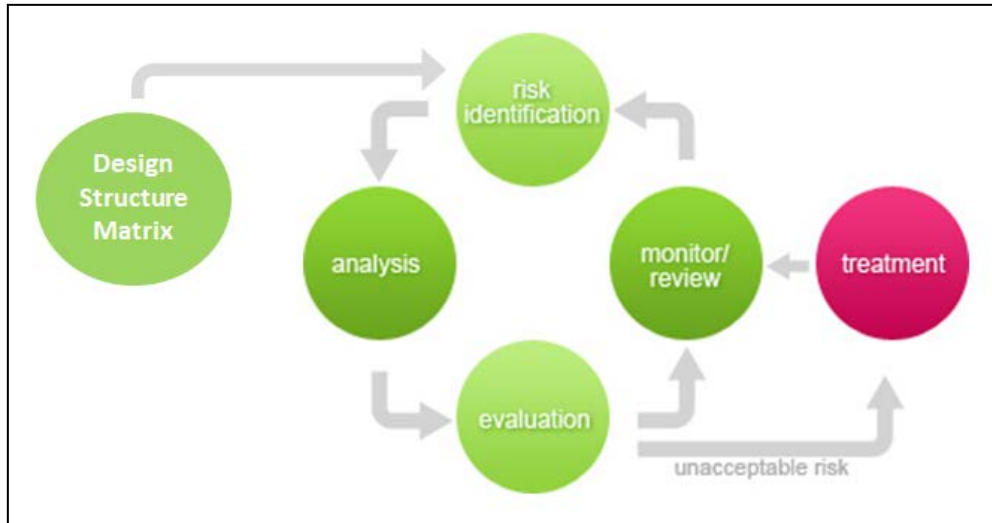 risk
identification
Design
Structure
Matrix
analysis
monitor/
review
treatment
evaluation
unacceptable risk